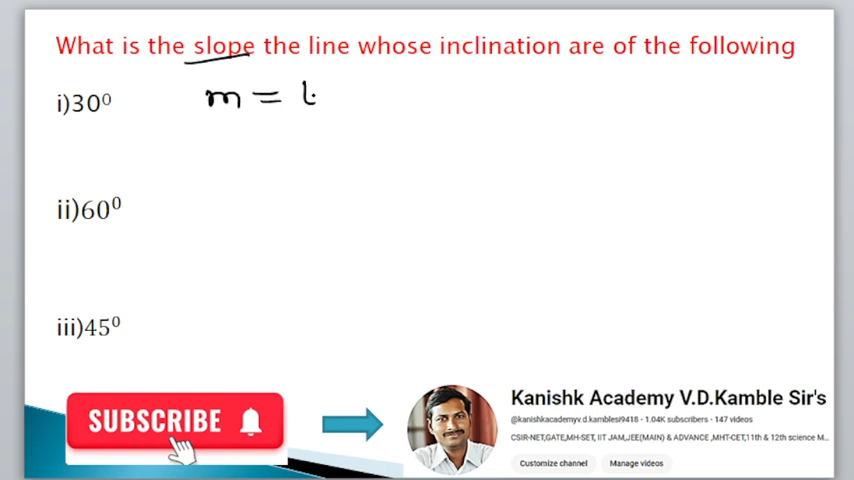 What is the slope the line whose inclination are of the following
i)30⁰
m = t
ii)60⁰
iii)45⁰
SUBSCRIBE
Kanishk Academy V.D.Kamble Sir's
@kanishkacademyv.d.kamblesi9418 · 1.04K subscribers · 147 videos
CSIR-NET,GATE,MH-SET, IIT JAM,JEE(MAIN) & ADVANCE ,MHT-CET,11th & 12th science M...
Customize channel
Manage videos